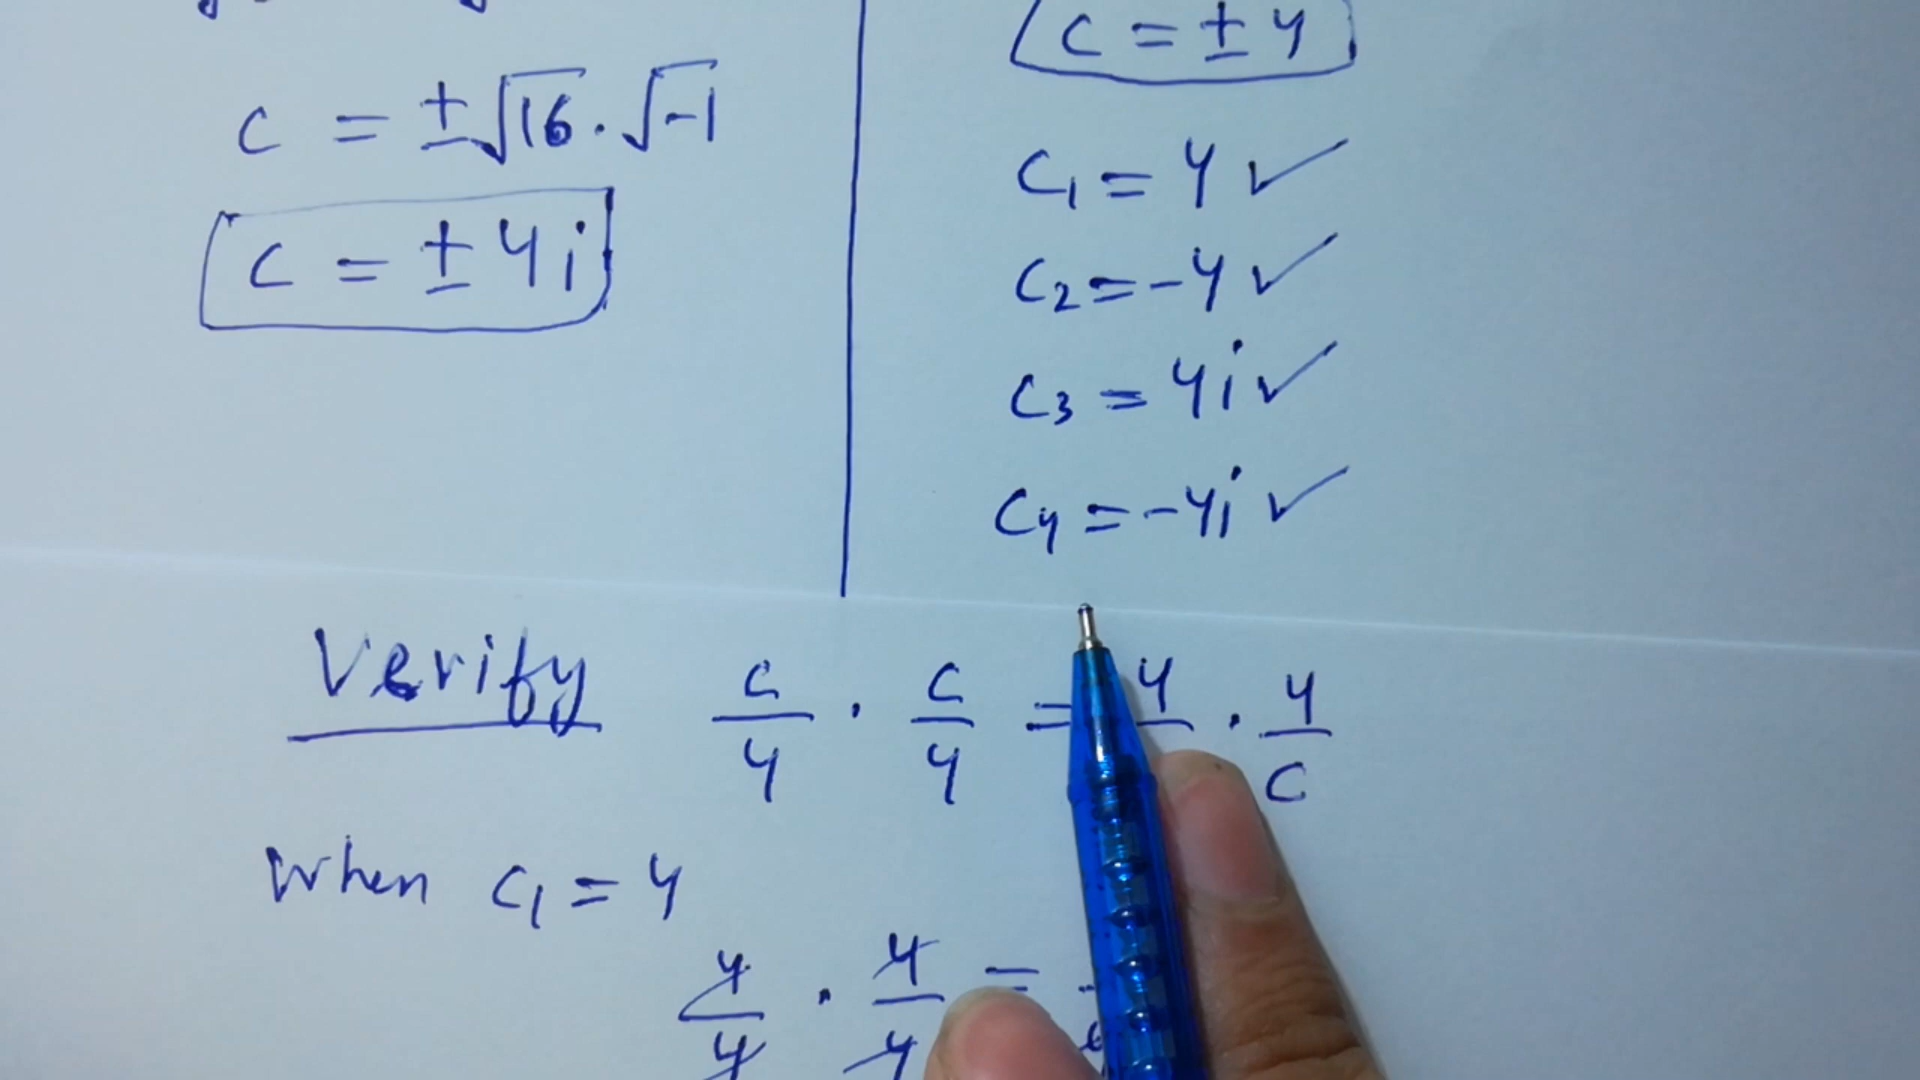 c = ±√16 · √-1
c = ± 4i
c = ± 4
c₁ = 4 ✓
c₂ = -4 ✓
c₃ = 4i ✓
c₄ = -4i ✓
Verify c/4 · c/4 = 4/ · 4/c
When c₁ = 4
4/4 · 4/4 =